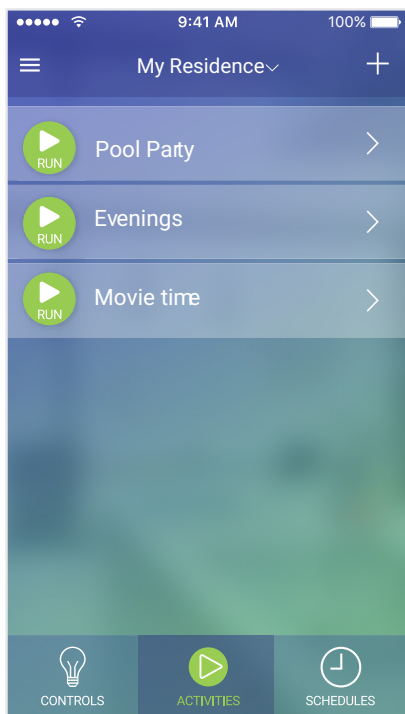 9:41 AM 100%
My Residence
RUN Pool Party
RUN Evenings
RUN Movie time
CONTROLS ACTIVITIES SCHEDULES